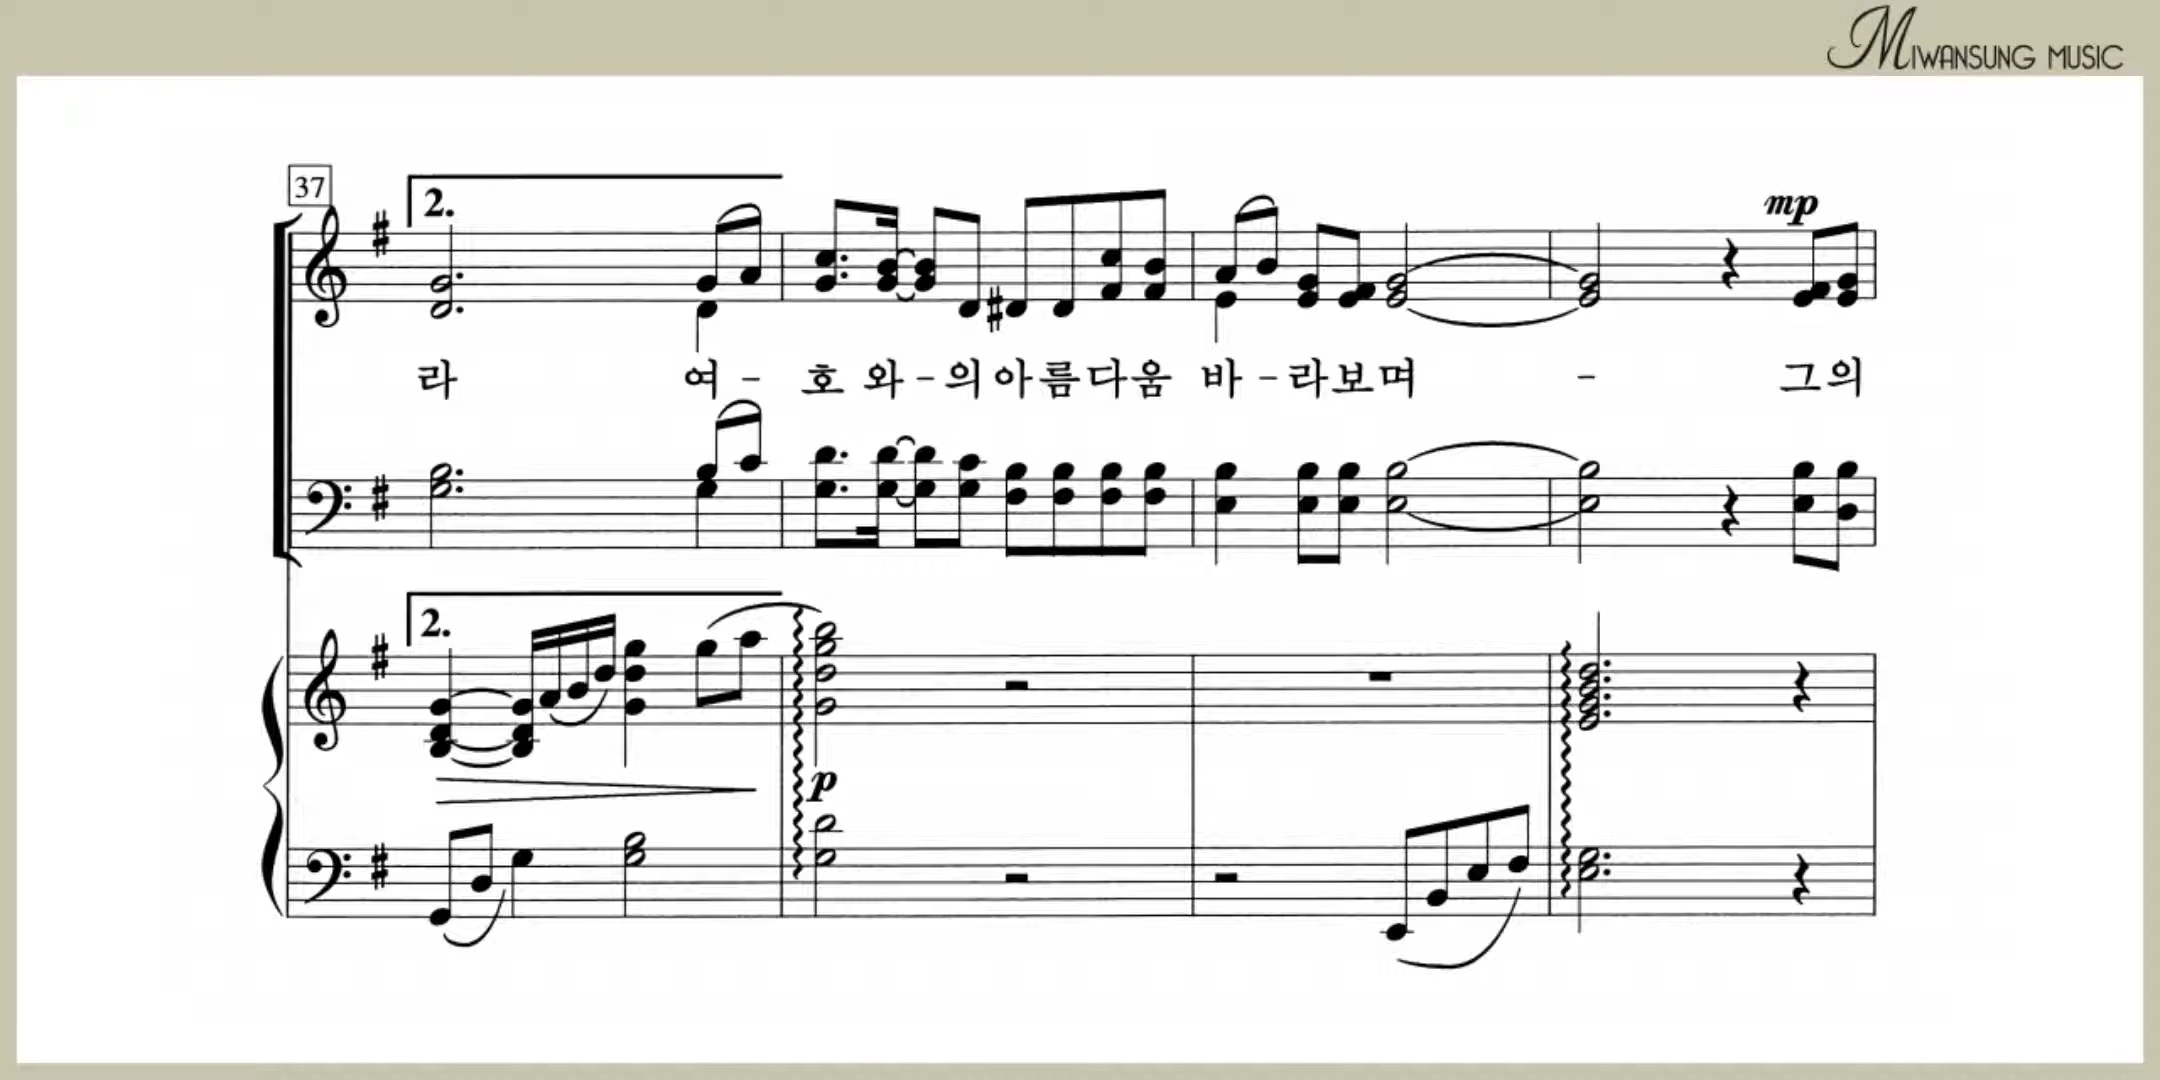 MIWANSUNG MUSIC
37
2.
mp
라 여 - 호 와 - 의 아 름 다 움 바 - 라 보 며 - 그 의
2.
p